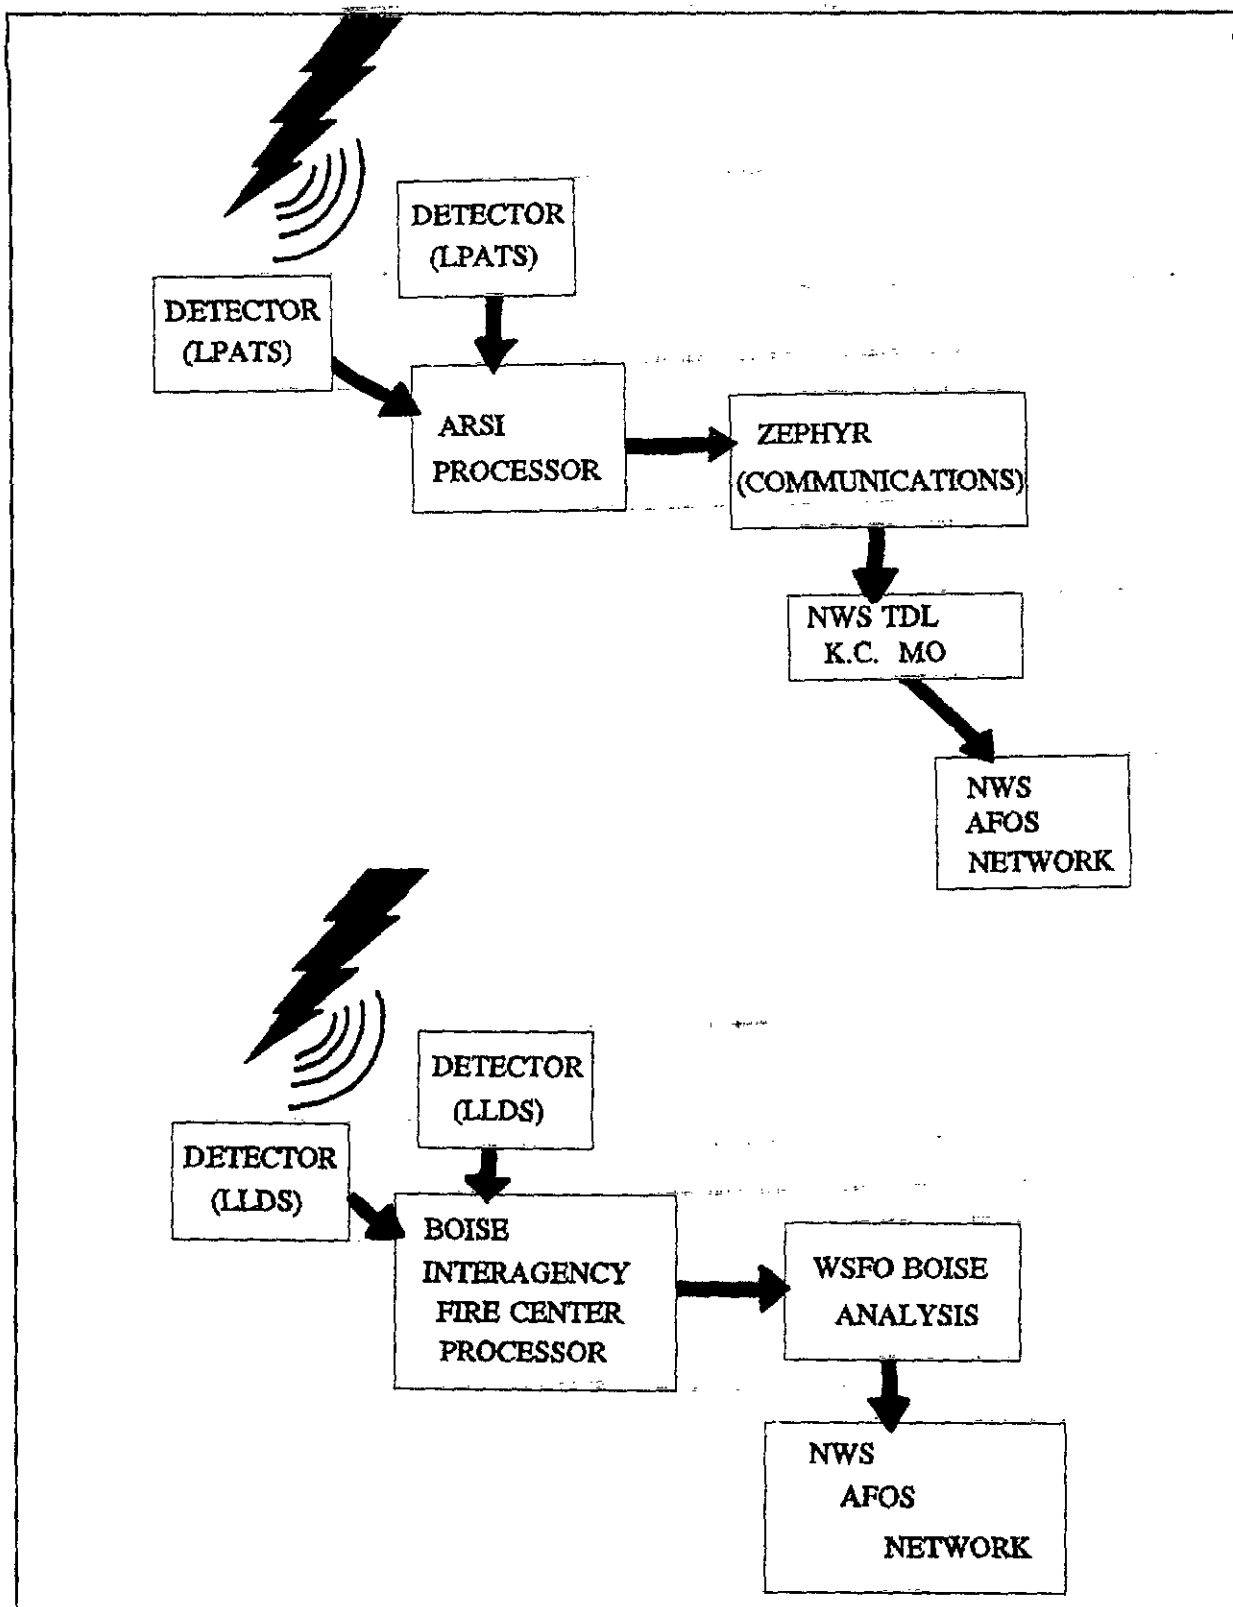 DETECTOR
(LPATS)
DETECTOR
(LPATS)
ARSI
PROCESSOR
ZEPHYR
(COMMUNICATIONS)
NWS TDL
K.C. MO
NWS
AFOS
NETWORK
DETECTOR
(LLDS)
DETECTOR
(LLDS)
BOISE
INTERAGENCY
FIRE CENTER
PROCESSOR
WSFO BOISE
ANALYSIS
NWS
AFOS
NETWORK